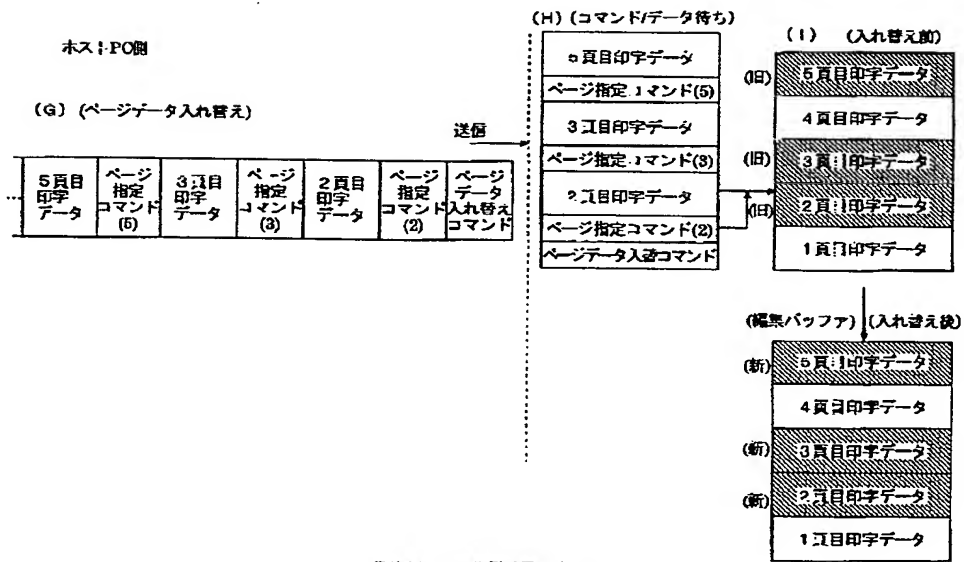 ホスト PC側
(G) (ページデータ入れ替え)
送信
5頁目
印字
データ
ページ
指定
コマンド
(5)
3頁目
印字
データ
ページ
指定
コマンド
(3)
2頁目
印字
データ
ページ
指定
コマンド
(2)
ページ
データ
入れ替え
コマンド
(H) (コマンド/データ待ち)
5頁目印字データ
ページ指定コマンド(5)
3頁目印字データ
ページ指定コマンド(3)
2頁目印字データ
ページ指定コマンド(2)
ページデータ入替コマンド
(I) (入れ替え前)
(旧) 5頁目印字データ
4頁目印字データ
(旧) 3頁目印字データ
(旧) 2頁目印字データ
1頁目印字データ
(編集バッファ) (入れ替え後)
(新) 5頁目印字データ
4頁目印字データ
(新) 3頁目印字データ
(新) 2頁目印字データ
1頁目印字データ